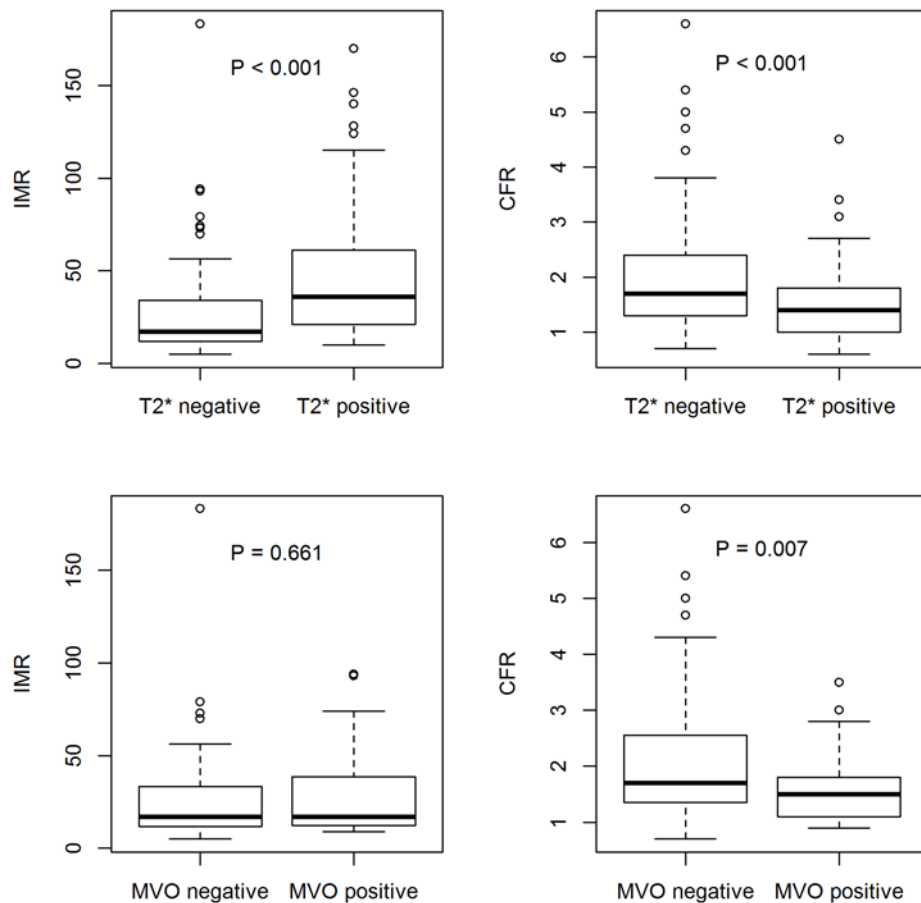 P < 0.001
IMR
0 50 100 150
T2* negative T2* positive
P < 0.001
CFR
1 2 3 4 5 6
T2* negative T2* positive
P = 0.661
IMR
0 50 100 150
MVO negative MVO positive
P = 0.007
CFR
1 2 3 4 5 6
MVO negative MVO positive